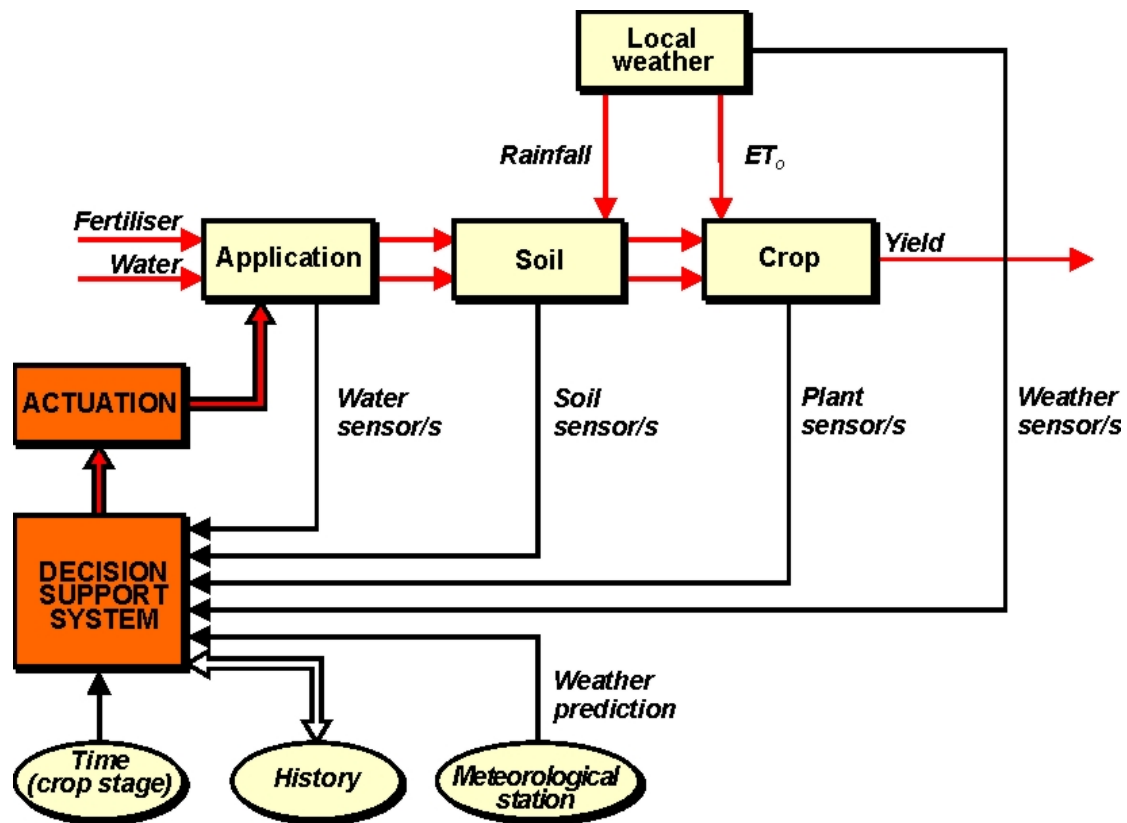 Local
weather
Rainfall
ETₒ
Fertiliser
Water
Application
Soil
Crop
Yield
ACTUATION
Water
sensor/s
Soil
sensor/s
Plant
sensor/s
Weather
sensor/s
DECISION
SUPPORT
SYSTEM
Weather
prediction
Time
(crop stage)
History
Meteorological
station